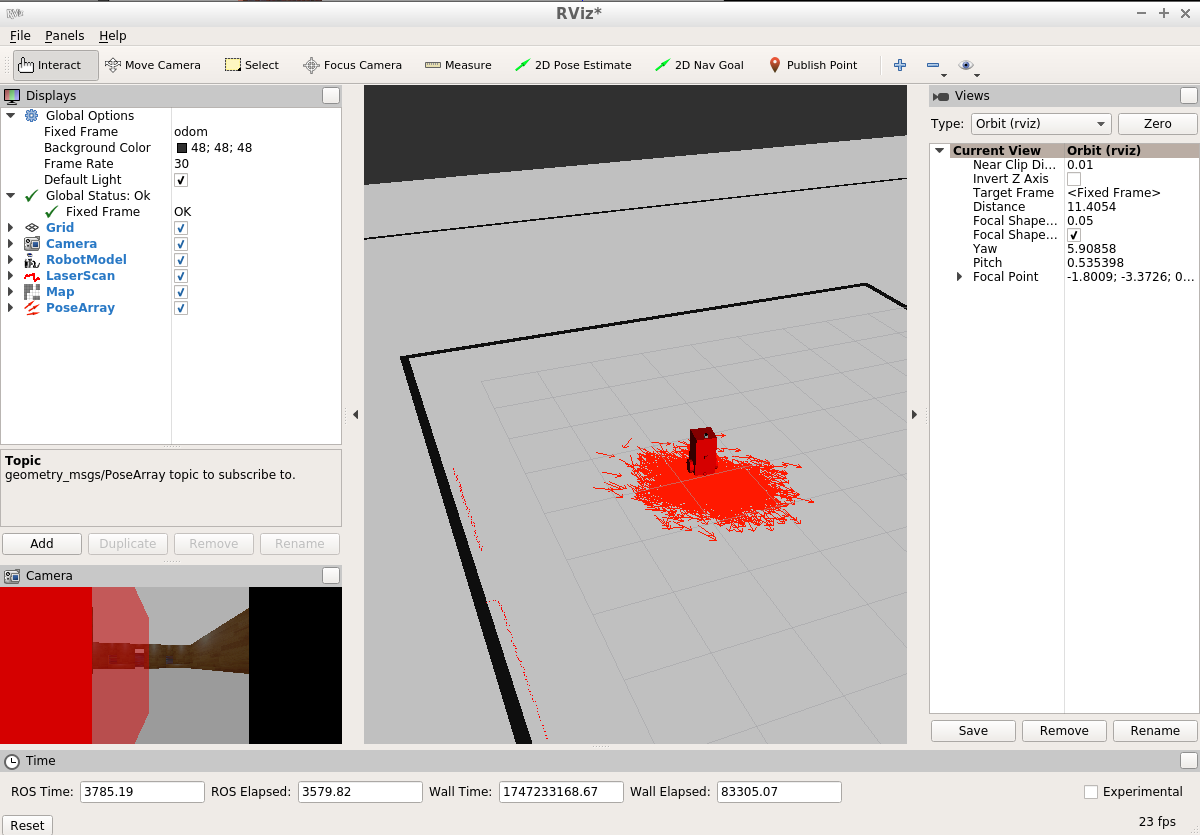 RViz*
File Panels Help
Interact Move Camera Select Focus Camera Measure 2D Pose Estimate 2D Nav Goal Publish Point
Displays
Global Options
Fixed Frame odom
Background Color 48; 48; 48
Frame Rate 30
Default Light
Global Status: Ok
Fixed Frame OK
Grid
Camera
RobotModel
LaserScan
Map
PoseArray
Topic
geometry_msgs/PoseArray topic to subscribe to.
Add Duplicate Remove Rename
Camera
Views
Type: Orbit (rviz) Zero
Current View Orbit (rviz)
Near Clip Di... 0.01
Invert Z Axis
Target Frame <Fixed Frame>
Distance 11.4054
Focal Shape... 0.05
Focal Shape...
Yaw 5.90858
Pitch 0.535398
Focal Point -1.8009; -3.3726; 0...
Save Remove Rename
Time
ROS Time: 3785.19 ROS Elapsed: 3579.82 Wall Time: 1747233168.67 Wall Elapsed: 83305.07 Experimental
Reset 23 fps